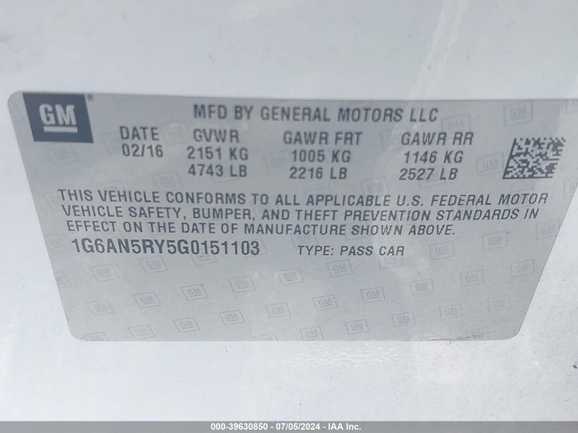 GM
MFD BY GENERAL MOTORS LLC
DATE GVWR GAWR FRT GAWR RR
02/16 2151 KG 1005 KG 1146 KG
4743 LB 2216 LB 2527 LB
THIS VEHICLE CONFORMS TO ALL APPLICABLE U.S. FEDERAL MOTOR
VEHICLE SAFETY, BUMPER, AND THEFT PREVENTION STANDARDS IN
EFFECT ON THE DATE OF MANUFACTURE SHOWN ABOVE.
1G6AN5RY5G0151103 TYPE: PASS CAR
000-39630850 / 07/05/2024 - IAA Inc.